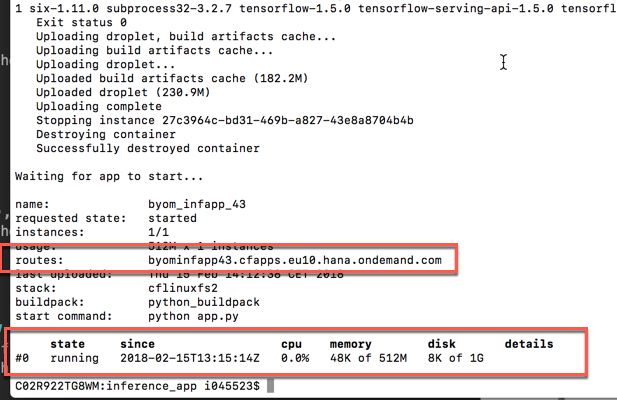 1 six-1.11.0 subprocess32-3.2.7 tensorflow-1.5.0 tensorflow-serving-api-1.5.0 tensorfl
Exit status 0
Uploading droplet, build artifacts cache...
Uploading build artifacts cache...
Uploading droplet...
Uploaded build artifacts cache (182.2M)
Uploaded droplet (230.9M)
Uploading complete
Stopping instance 27c3964c-bd31-469b-a827-43e8a8704b4b
Destroying container
Successfully destroyed container
Waiting for app to start...
name: byom_infapp_43
requested state: started
instances: 1/1
usage: 512M x 1 instances
routes: byominfapp43.cfapps.eu10.hana.ondemand.com
last uploaded: Thu 15 Feb 14:12:38 CET 2018
stack: cflinuxfs2
buildpack: python_buildpack
start command: python app.py
state since cpu memory disk details
#0 running 2018-02-15T13:15:14Z 0.0% 48K of 512M 8K of 1G
C02R922TG8WM:inference_app i045523$